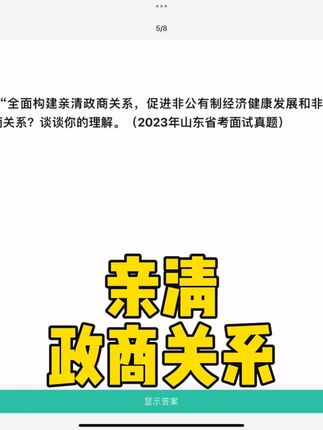 5/8
“全面构建亲清政商关系，促进非公有制经济健康发展和非
商关系？谈谈你的理解。（2023年山东省考面试真题）
亲清
政商关系
显示答案